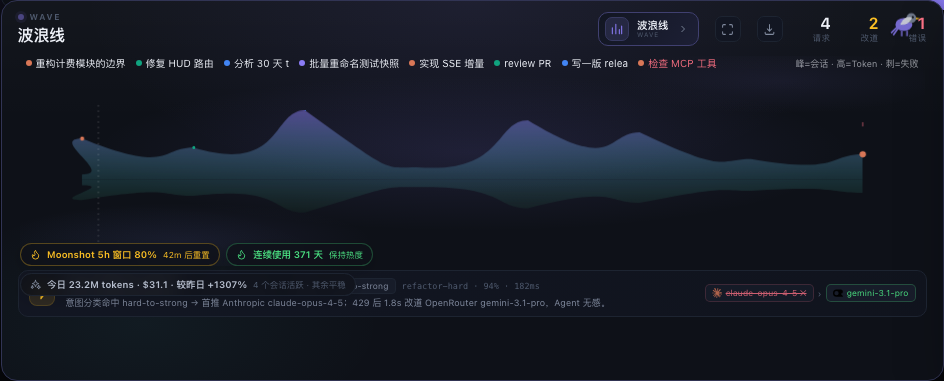 WAVE
波浪线
波浪线
WAVE
4
请求
2
改道
1
错误
重构计费模块的边界
修复 HUD 路由
分析 30 天 t
批量重命名测试快照
实现 SSE 增量
review PR
写一版 relea
检查 MCP 工具
峰=会话 · 高=Token · 刺=失败
Moonshot 5h 窗口 80% 42m 后重置
连续使用 371 天 保持热度
今日 23.2M tokens · $31.1 · 较昨日 +1307% 4 个会话活跃 · 其余平稳
o-strong refactor-hard · 94% · 182ms
意图分类命中 hard-to-strong → 首推 Anthropic claude-opus-4-5；429 后 1.8s 改道 OpenRouter gemini-3.1-pro，Agent 无感。
claude-opus-4-5 ✕ › gemini-3.1-pro